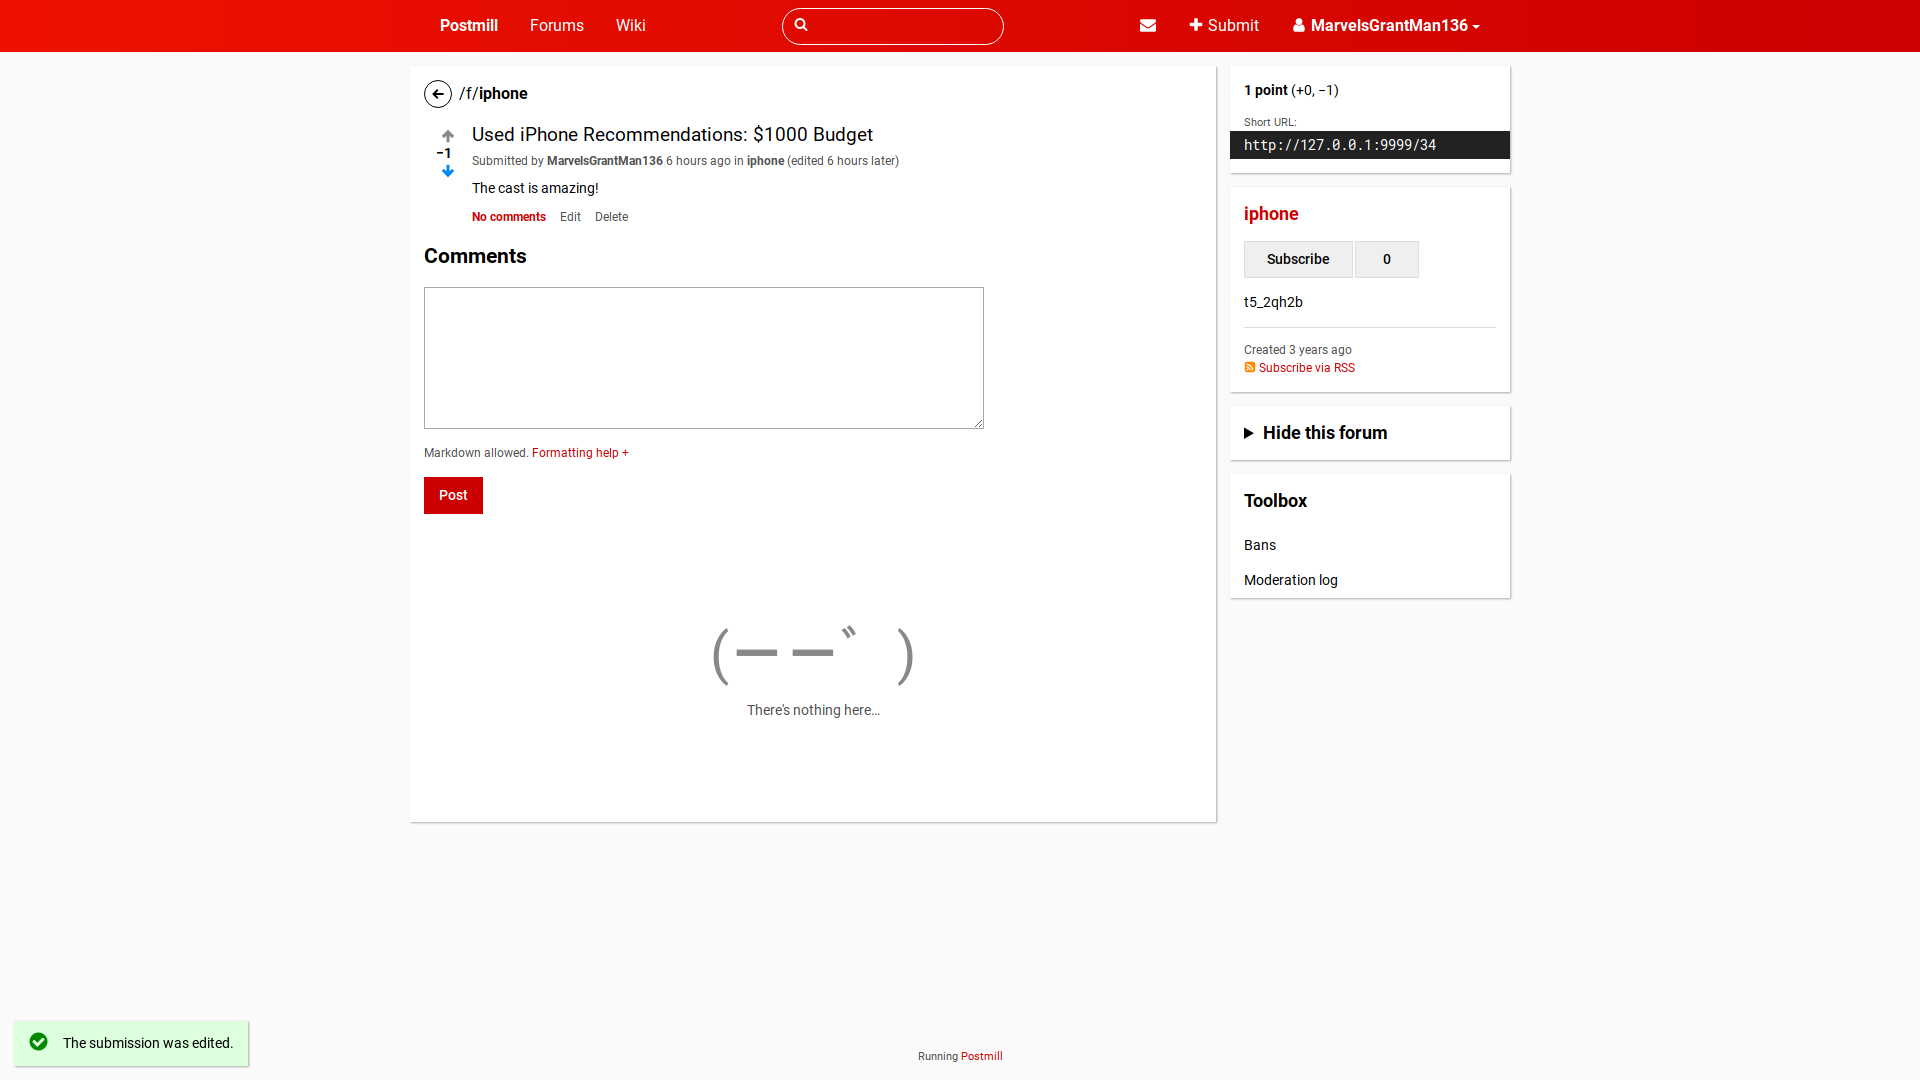 Postmill
Forums
Wiki
Submit
MarvelsGrantMan136
/f/iphone
Used iPhone Recommendations: $1000 Budget
−1
Submitted by MarvelsGrantMan136 6 hours ago in iphone (edited 6 hours later)
The cast is amazing!
No comments
Edit
Delete
Comments
Markdown allowed. Formatting help +
Post
(ーー゛)
There's nothing here…
1 point (+0, −1)
Short URL:
http://127.0.0.1:9999/34
iphone
Subscribe
0
t5_2qh2b
Created 3 years ago
Subscribe via RSS
Hide this forum
Toolbox
Bans
Moderation log
The submission was edited.
Running Postmill